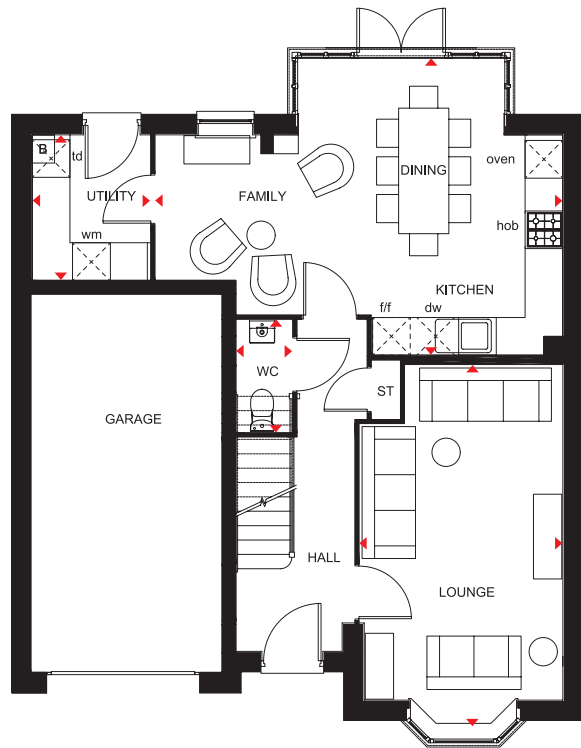 B
td
UTILITY
wm
FAMILY
DINING
oven
hob
KITCHEN
f/f
dw
WC
ST
GARAGE
HALL
LOUNGE
N